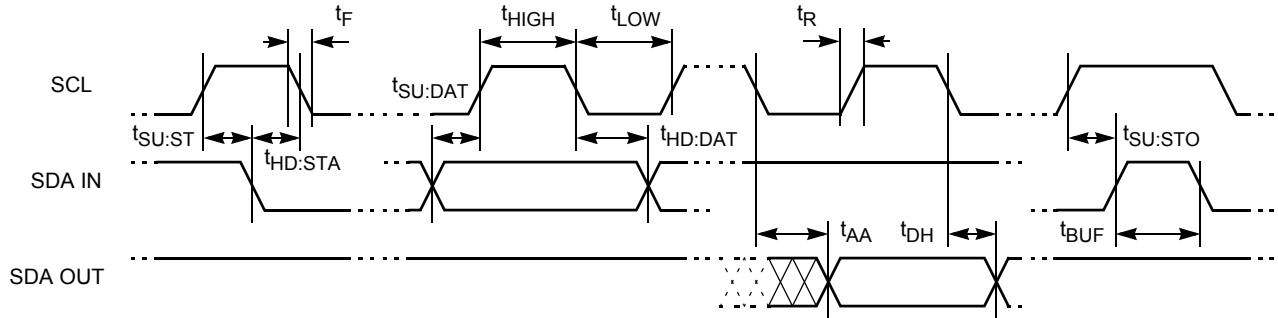 tF
tHIGH
tLOW
tR
SCL
tSU:DAT
tSU:ST
tHD:STA
tHD:DAT
tSU:STO
SDA IN
tAA
tDH
tBUF
SDA OUT